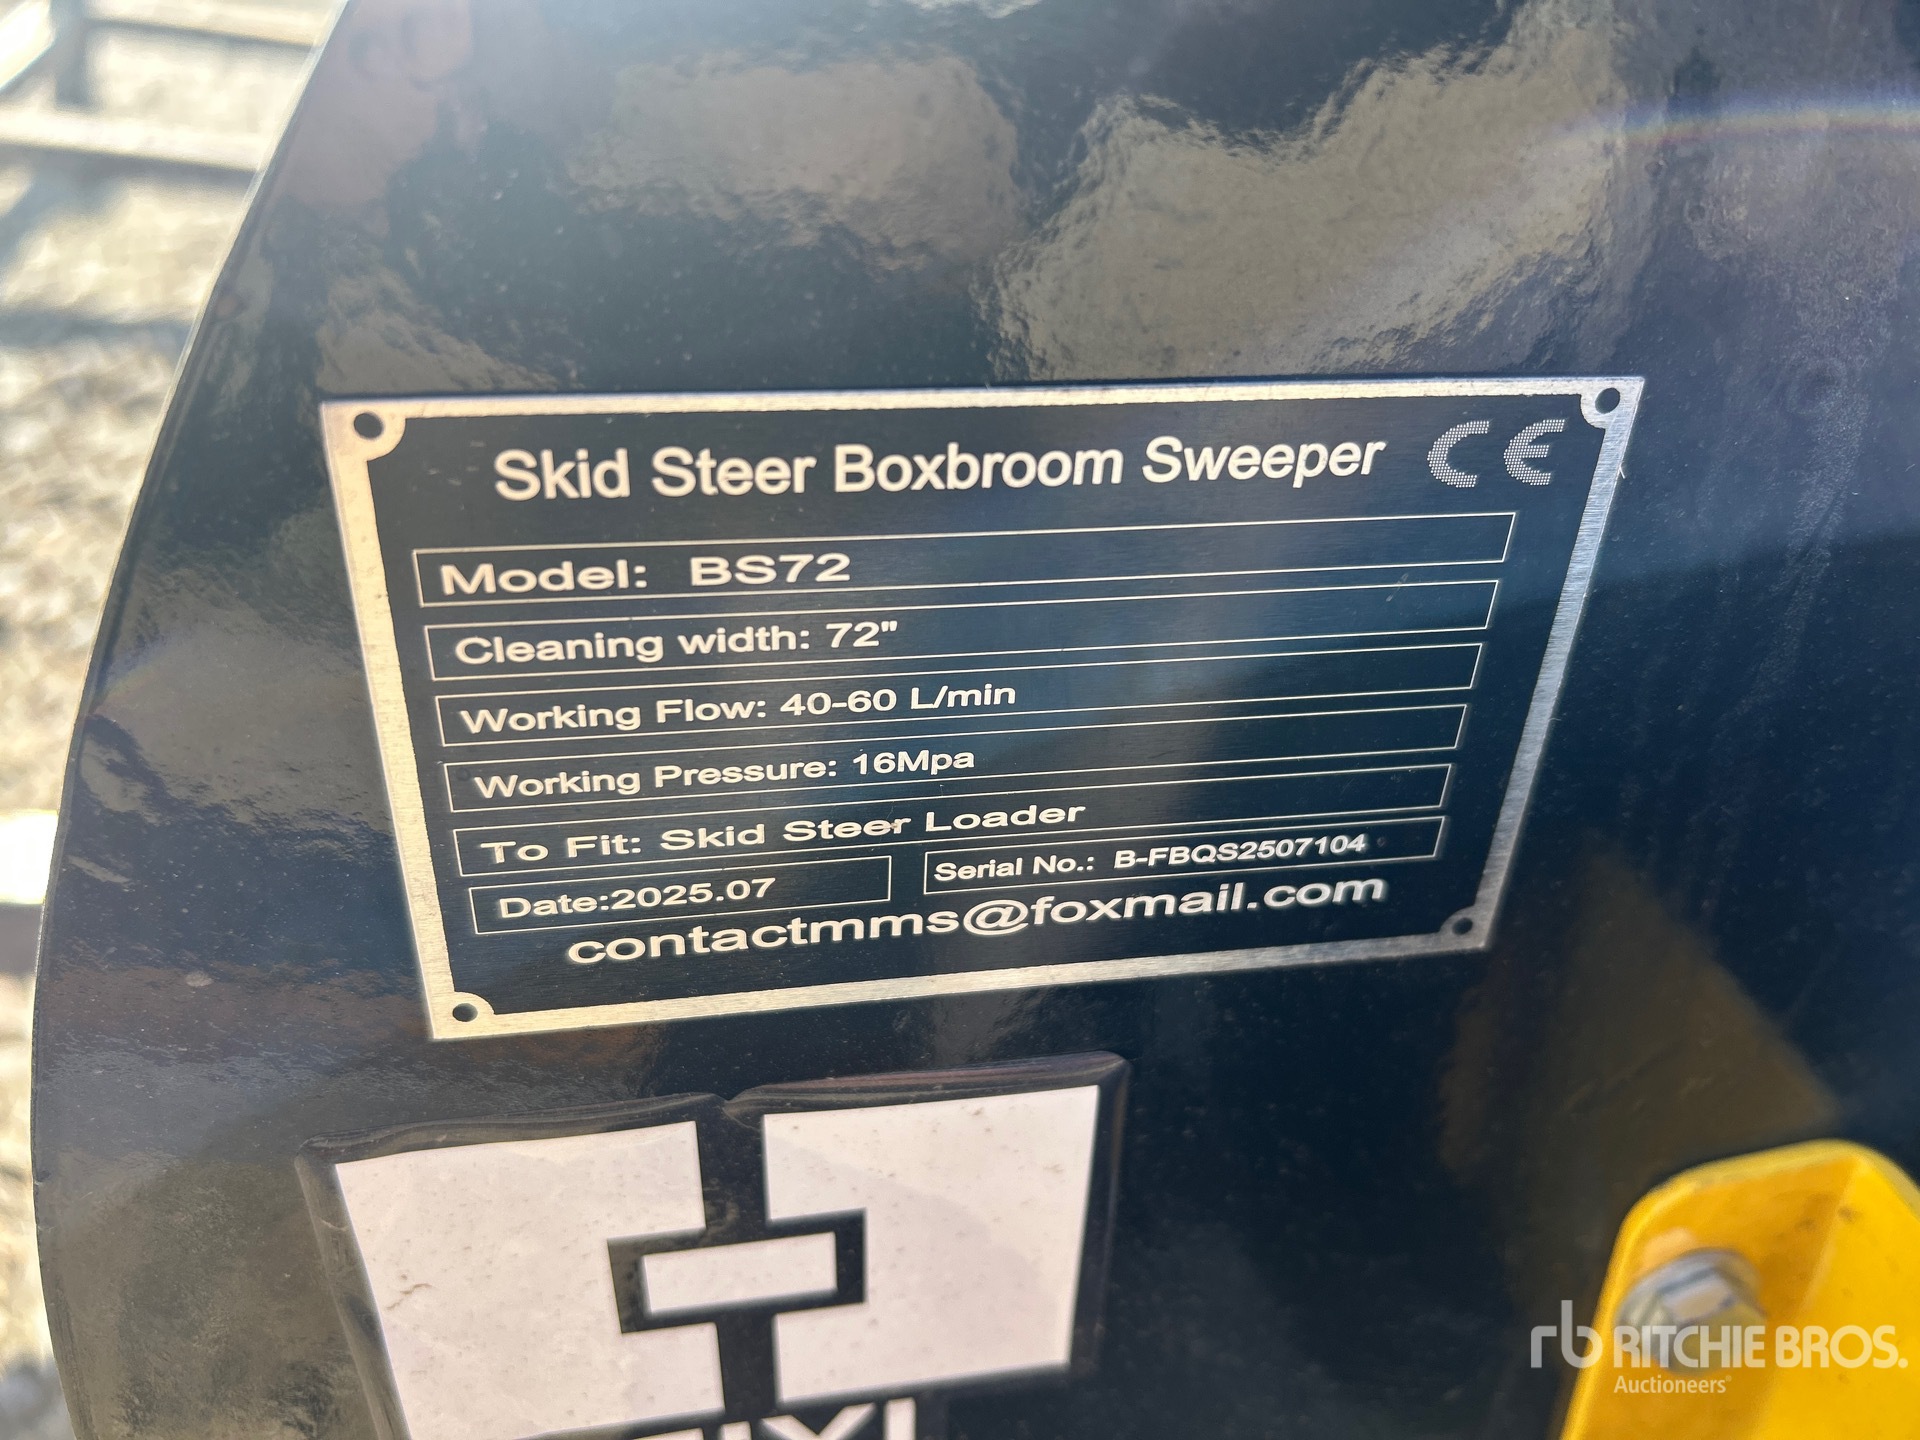 Skid Steer Boxbroom Sweeper CE
Model: BS72
Cleaning width: 72"
Working Flow: 40-60 L/min
Working Pressure: 16Mpa
To Fit: Skid Steer Loader
Date:2025.07 Serial No.: B-FBQS2507104
contactmms@foxmail.com
rb RITCHIE BROS.
Auctioneers